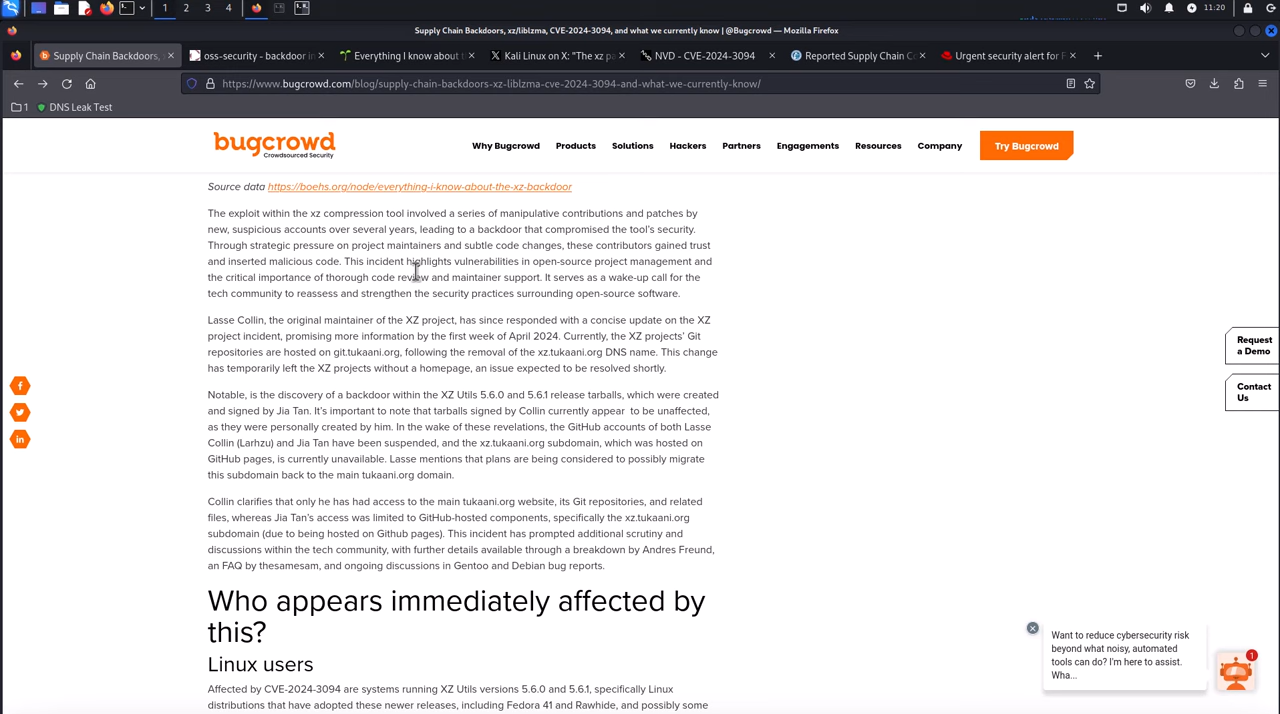 1 2 3 4 11:20
Supply Chain Backdoors, xz/liblzma, CVE-2024-3094, and what we currently know | @Bugcrowd — Mozilla Firefox
Supply Chain Backdoors, oss-security - backdoor in Everything I know about Kali Linux on X: "The xz pa NVD - CVE-2024-3094 Reported Supply Chain Co Urgent security alert for F
https://www.bugcrowd.com/blog/supply-chain-backdoors-xz-liblzma-cve-2024-3094-and-what-we-currently-know/
1 DNS Leak Test
bugcrowd
Crowdsourced Security
Why Bugcrowd Products Solutions Hackers Partners Engagements Resources Company Try Bugcrowd
Source data https://boehs.org/node/everything-i-know-about-the-xz-backdoor
The exploit within the xz compression tool involved a series of manipulative contributions and patches by
new, suspicious accounts over several years, leading to a backdoor that compromised the tool's security.
Through strategic pressure on project maintainers and subtle code changes, these contributors gained trust
and inserted malicious code. This incident highlights vulnerabilities in open-source project management and
the critical importance of thorough code review and maintainer support. It serves as a wake-up call for the
tech community to reassess and strengthen the security practices surrounding open-source software.
Lasse Collin, the original maintainer of the XZ project, has since responded with a concise update on the XZ
project incident, promising more information by the first week of April 2024. Currently, the XZ projects' Git
repositories are hosted on git.tukaani.org, following the removal of the xz.tukaani.org DNS name. This change
has temporarily left the XZ projects without a homepage, an issue expected to be resolved shortly.
Notable, is the discovery of a backdoor within the XZ Utils 5.6.0 and 5.6.1 release tarballs, which were created
and signed by Jia Tan. It's important to note that tarballs signed by Collin currently appear to be unaffected,
as they were personally created by him. In the wake of these revelations, the GitHub accounts of both Lasse
Collin (Larhzu) and Jia Tan have been suspended, and the xz.tukaani.org subdomain, which was hosted on
GitHub pages, is currently unavailable. Lasse mentions that plans are being considered to possibly migrate
this subdomain back to the main tukaani.org domain.
Collin clarifies that only he has had access to the main tukaani.org website, its Git repositories, and related
files, whereas Jia Tan's access was limited to GitHub-hosted components, specifically the xz.tukaani.org
subdomain (due to being hosted on Github pages). This incident has prompted additional scrutiny and
discussions within the tech community, with further details available through a breakdown by Andres Freund,
an FAQ by thesamesam, and ongoing discussions in Gentoo and Debian bug reports.
Who appears immediately affected by
this?
Linux users
Affected by CVE-2024-3094 are systems running XZ Utils versions 5.6.0 and 5.6.1, specifically Linux
distributions that have adopted these newer releases, including Fedora 41 and Rawhide, and possibly some
Request
a Demo
Contact
Us
Want to reduce cybersecurity risk
beyond what noisy, automated
tools can do? I'm here to assist.
Wha...
1